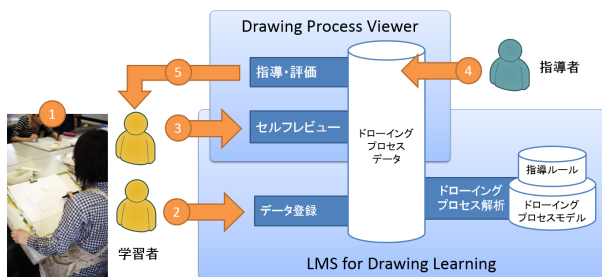 Drawing Process Viewer
5
指導・評価
4
指導者
1
3
セルフレビュー
ドローイング
プロセス
データ
指導ルール
2
データ登録
ドローイング
プロセス解析
ドローイング
プロセスモデル
学習者
LMS for Drawing Learning